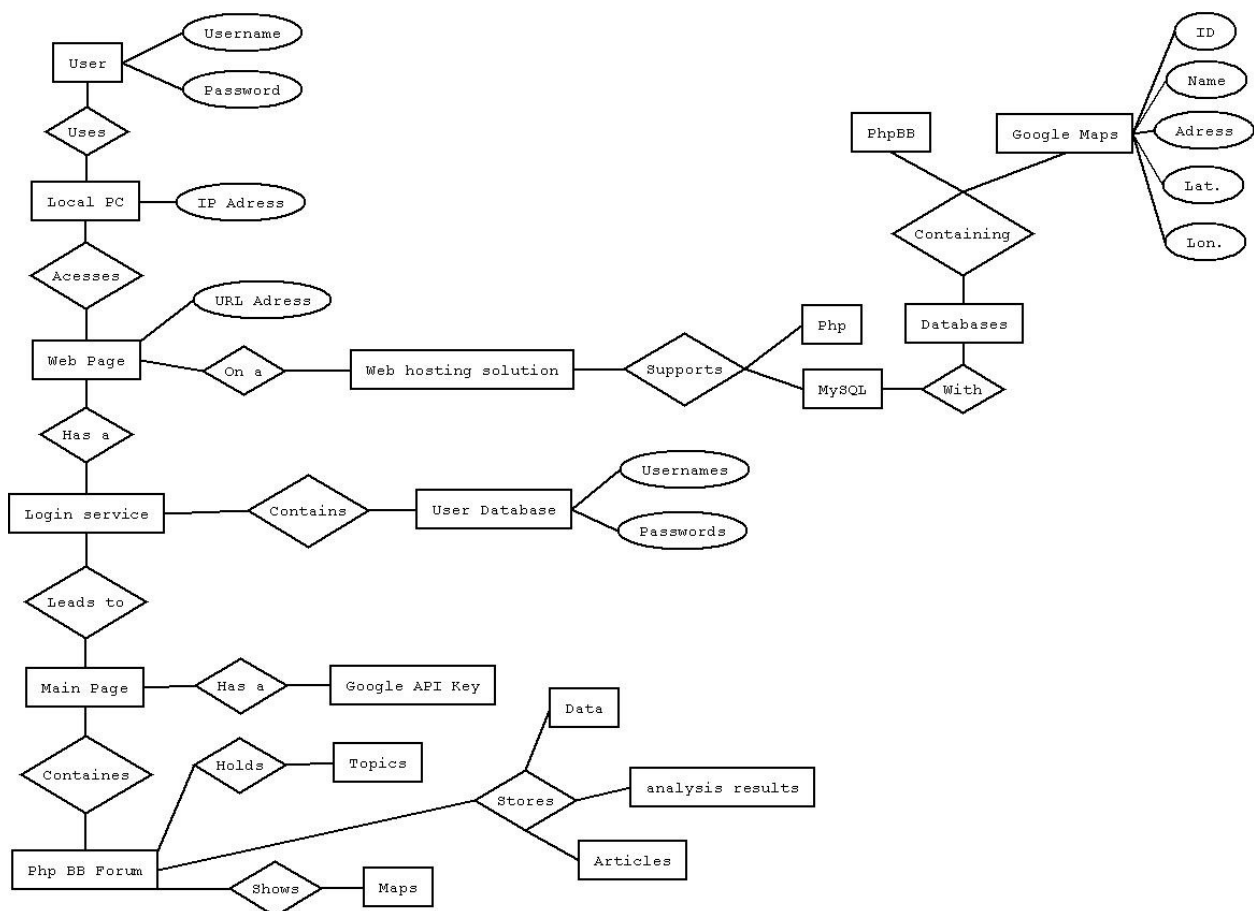 Username
User
Password
Uses
Local PC
IP Adress
Acesses
URL Adress
Web Page
On a
Web hosting solution
Supports
Php
MySQL
With
Databases
Containing
PhpBB
Google Maps
ID
Name
Adress
Lat.
Lon.
Has a
Login service
Contains
User Database
Usernames
Passwords
Leads to
Main Page
Has a
Google API Key
Containes
Holds
Topics
Stores
Data
analysis results
Articles
Php BB Forum
Shows
Maps